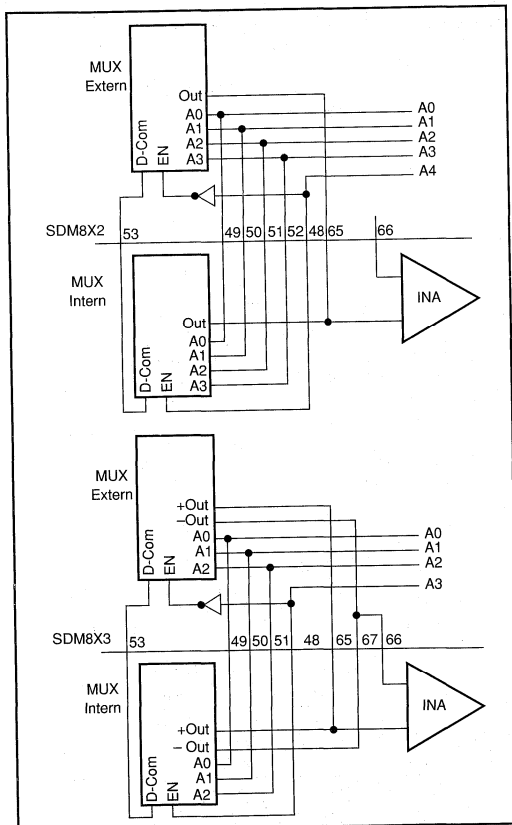 MUX
Extern
Out
A0
A1
A2
A3
D-Com
EN
A0
A1
A2
A3
A4
SDM8X2
53
49
50
51
52
48
65
66
MUX
Intern
Out
A0
A1
A2
A3
D-Com
EN
INA
MUX
Extern
+Out
–Out
A0
A1
A2
D-Com
EN
A0
A1
A2
A3
SDM8X3
53
49
50
51
48
65
67
66
MUX
Intern
+Out
– Out
A0
A1
A2
D-Com
EN
INA